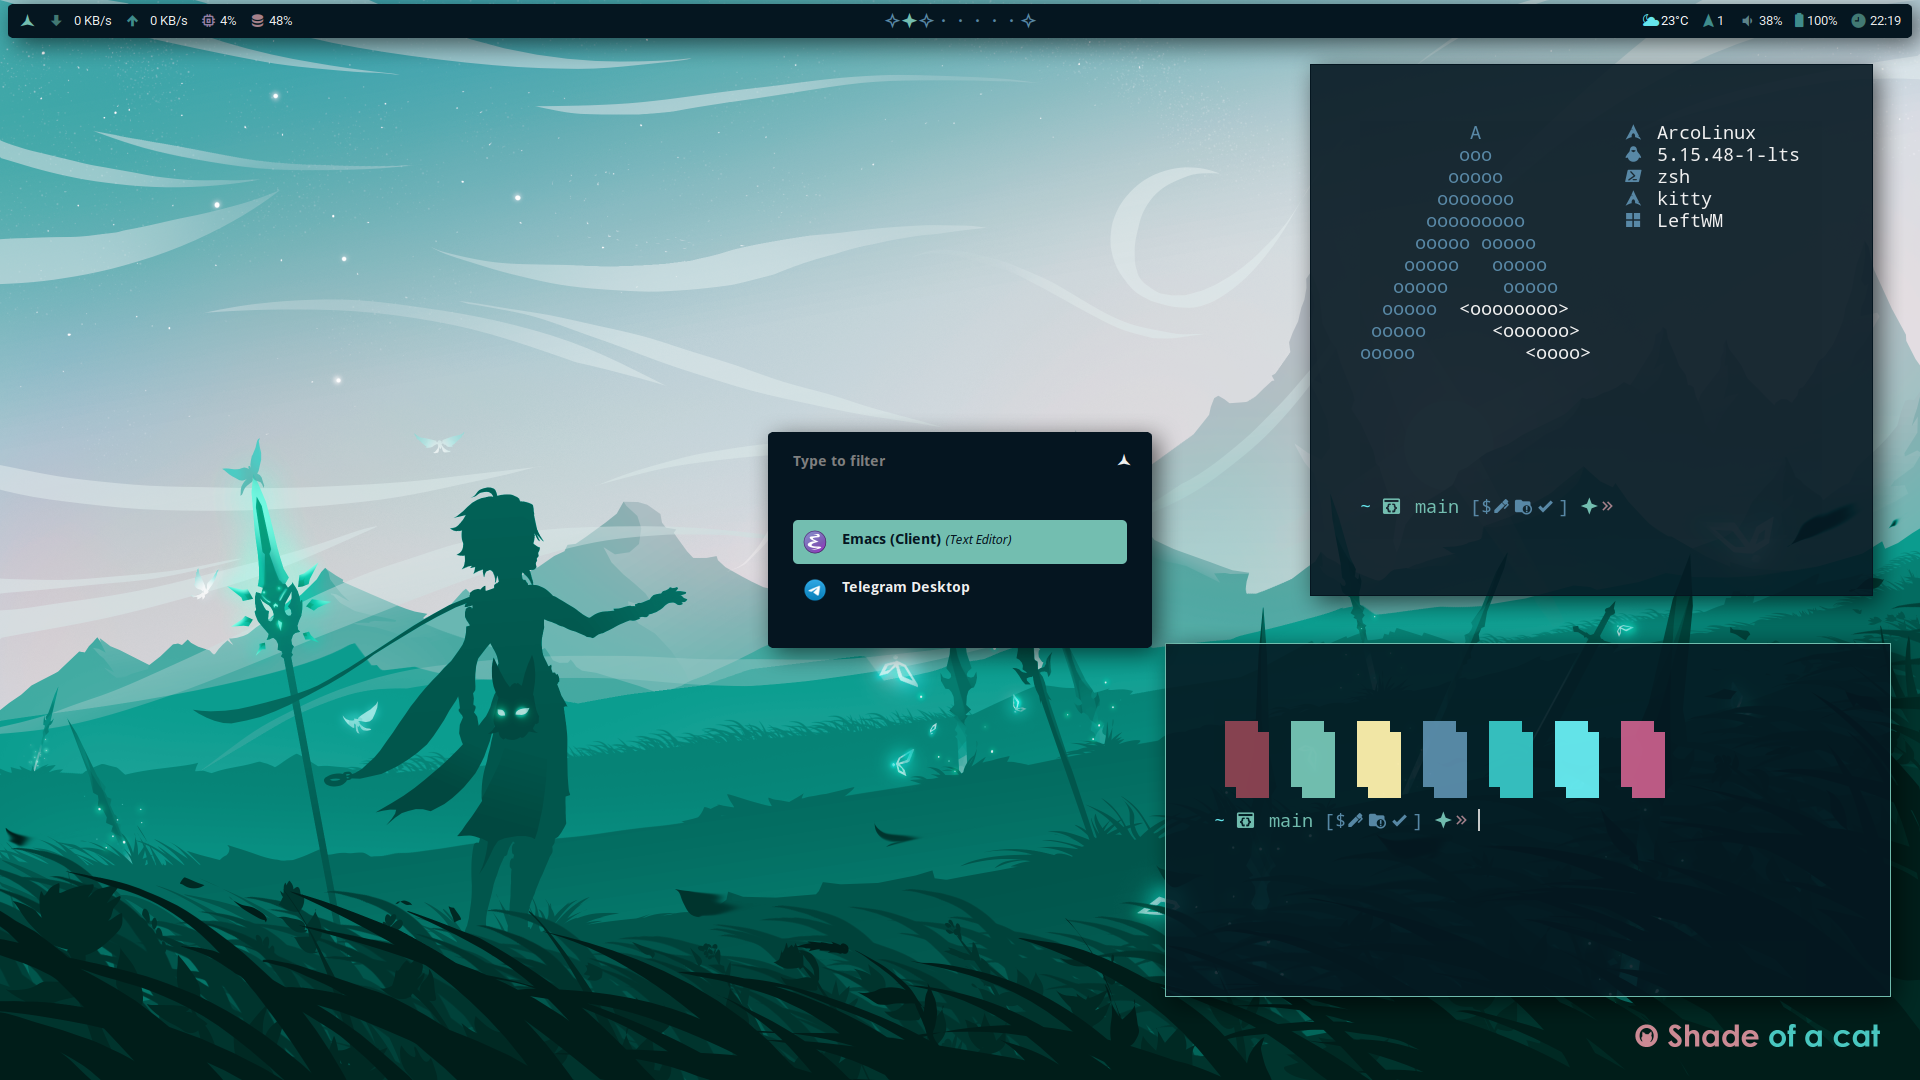 0 KB/s 0 KB/s 4% 48%
23°C 1 38% 100% 22:19
A
ooo
ooooo
ooooooo
ooooooooo
ooooo ooooo
ooooo ooooo
ooooo ooooo
ooooo <oooooooo>
ooooo <oooooo>
ooooo <oooo>
ArcoLinux
5.15.48-1-lts
zsh
kitty
LeftWM
~ main [$ ] »
Type to filter
Emacs (Client) (Text Editor)
Telegram Desktop
~ main [$ ] »
Shade of a cat